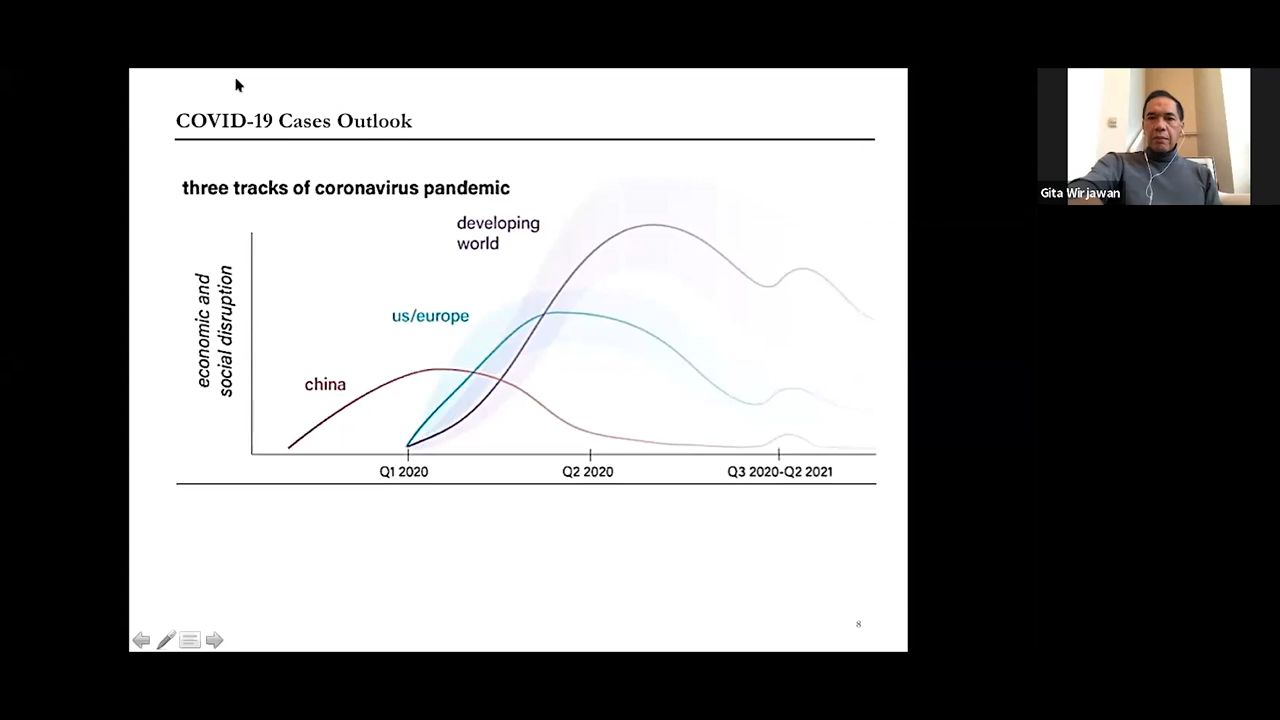 COVID-19 Cases Outlook
three tracks of coronavirus pandemic
economic and
social disruption
developing
world
us/europe
china
Q1 2020
Q2 2020
Q3 2020-Q2 2021
8
Gita Wirjawan